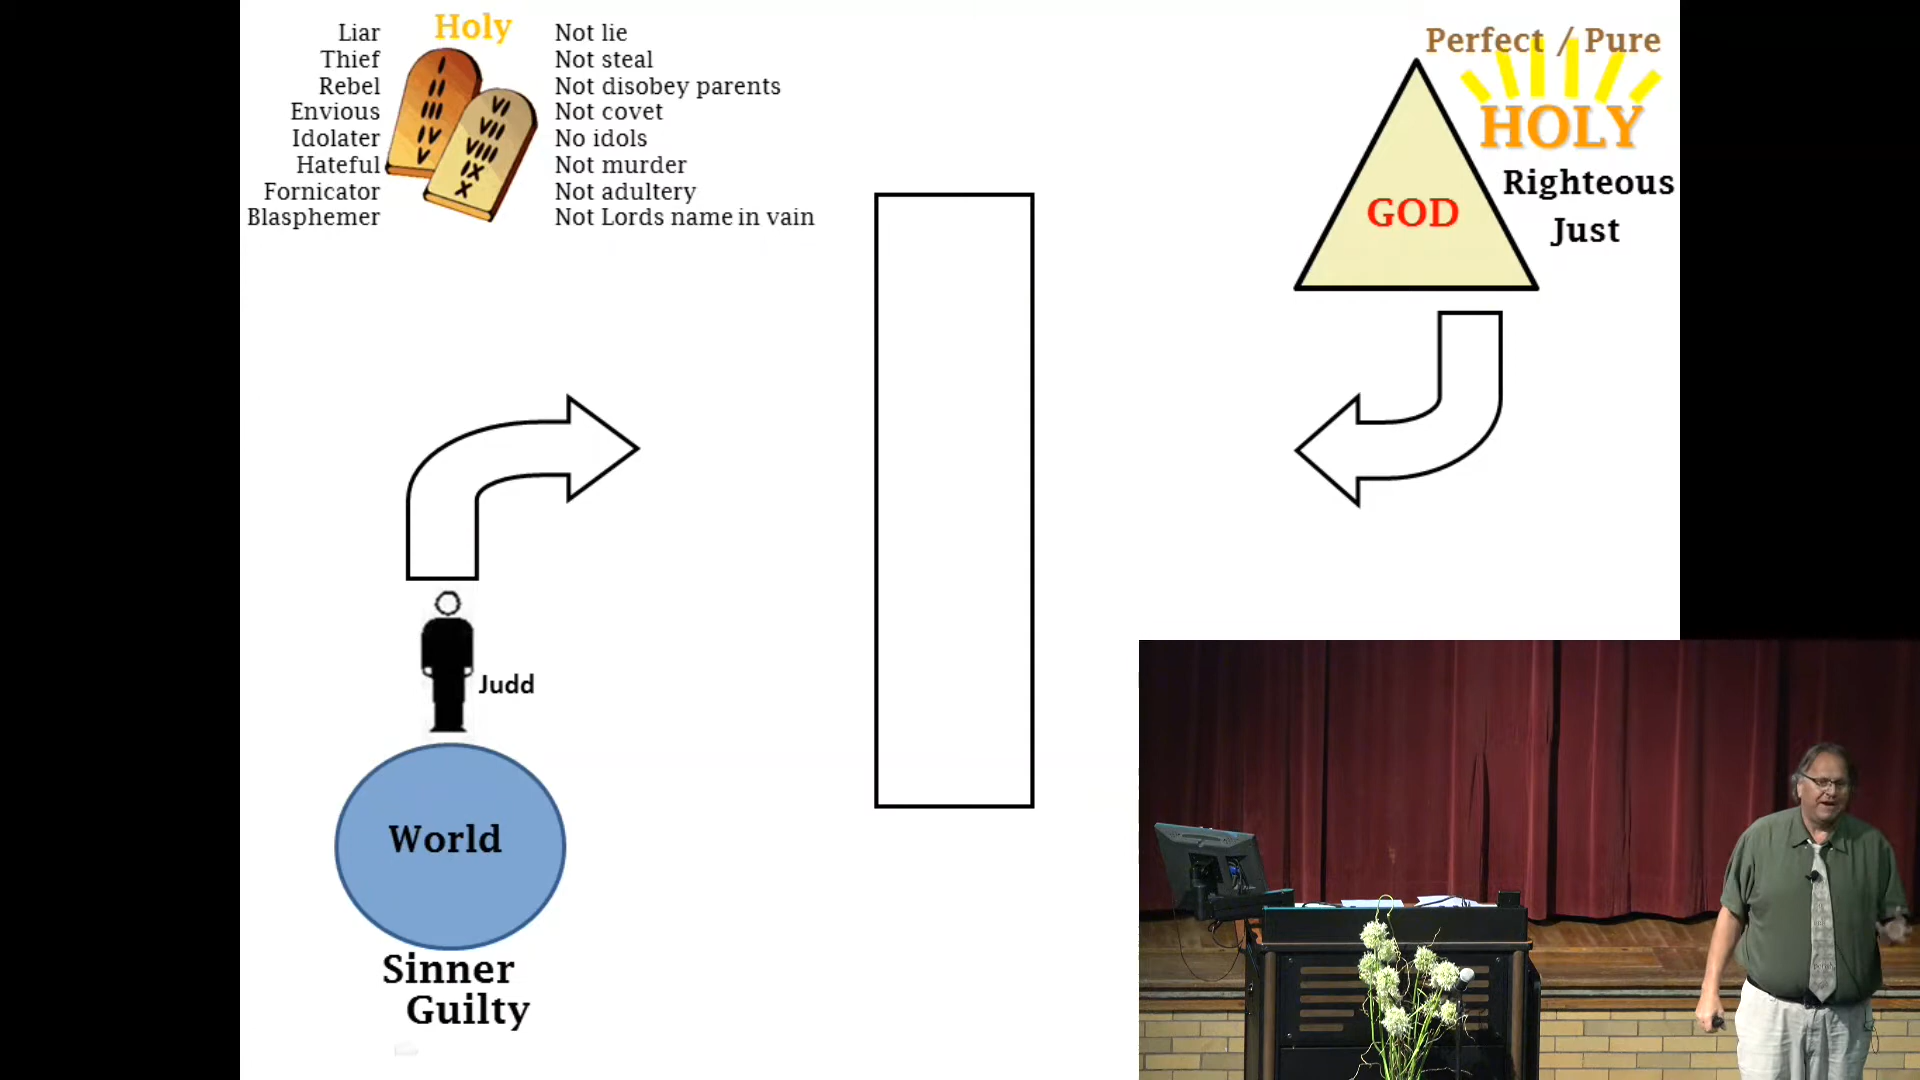 Holy
Liar
Thief
Rebel
Envious
Idolater
Hateful
Fornicator
Blasphemer
I
II
III
IV
V
VI
VII
VIII
IX
X
Not lie
Not steal
Not disobey parents
Not covet
No idols
Not murder
Not adultery
Not Lords name in vain
Perfect / Pure
HOLY
Righteous
Just
GOD
Judd
World
Sinner
Guilty